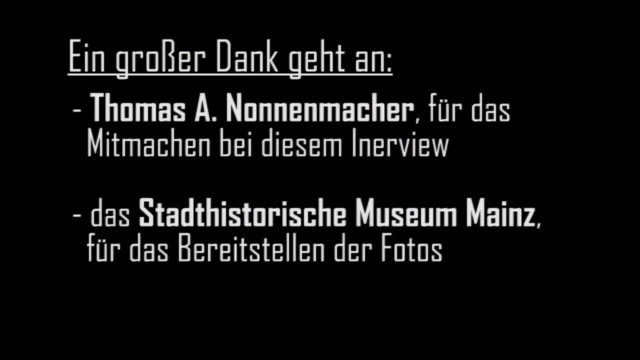 Ein großer Dank geht an:
- Thomas A. Nonnenmacher, für das
Mitmachen bei diesem Inerview
- das Stadthistorische Museum Mainz,
für das Bereitstellen der Fotos